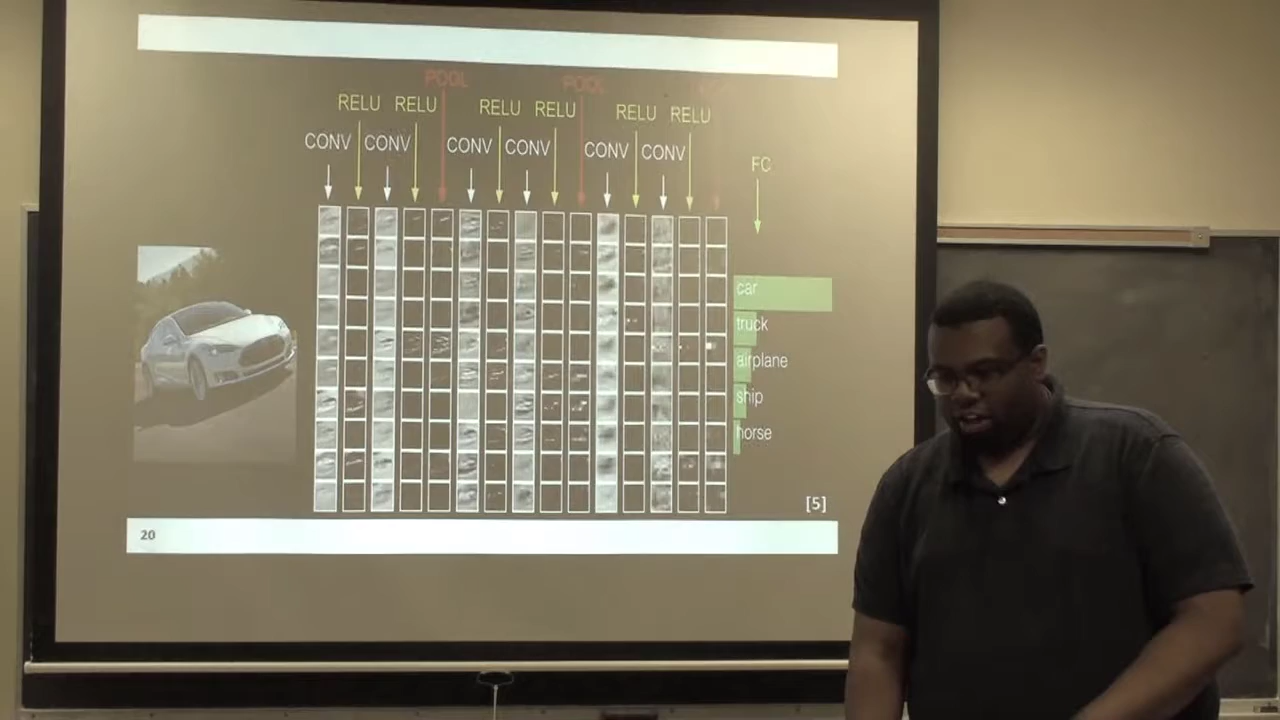 POOL POOL
RELU RELU RELU RELU RELU RELU
CONV CONV CONV CONV CONV CONV
FC
car
truck
airplane
ship
horse
[5]
20